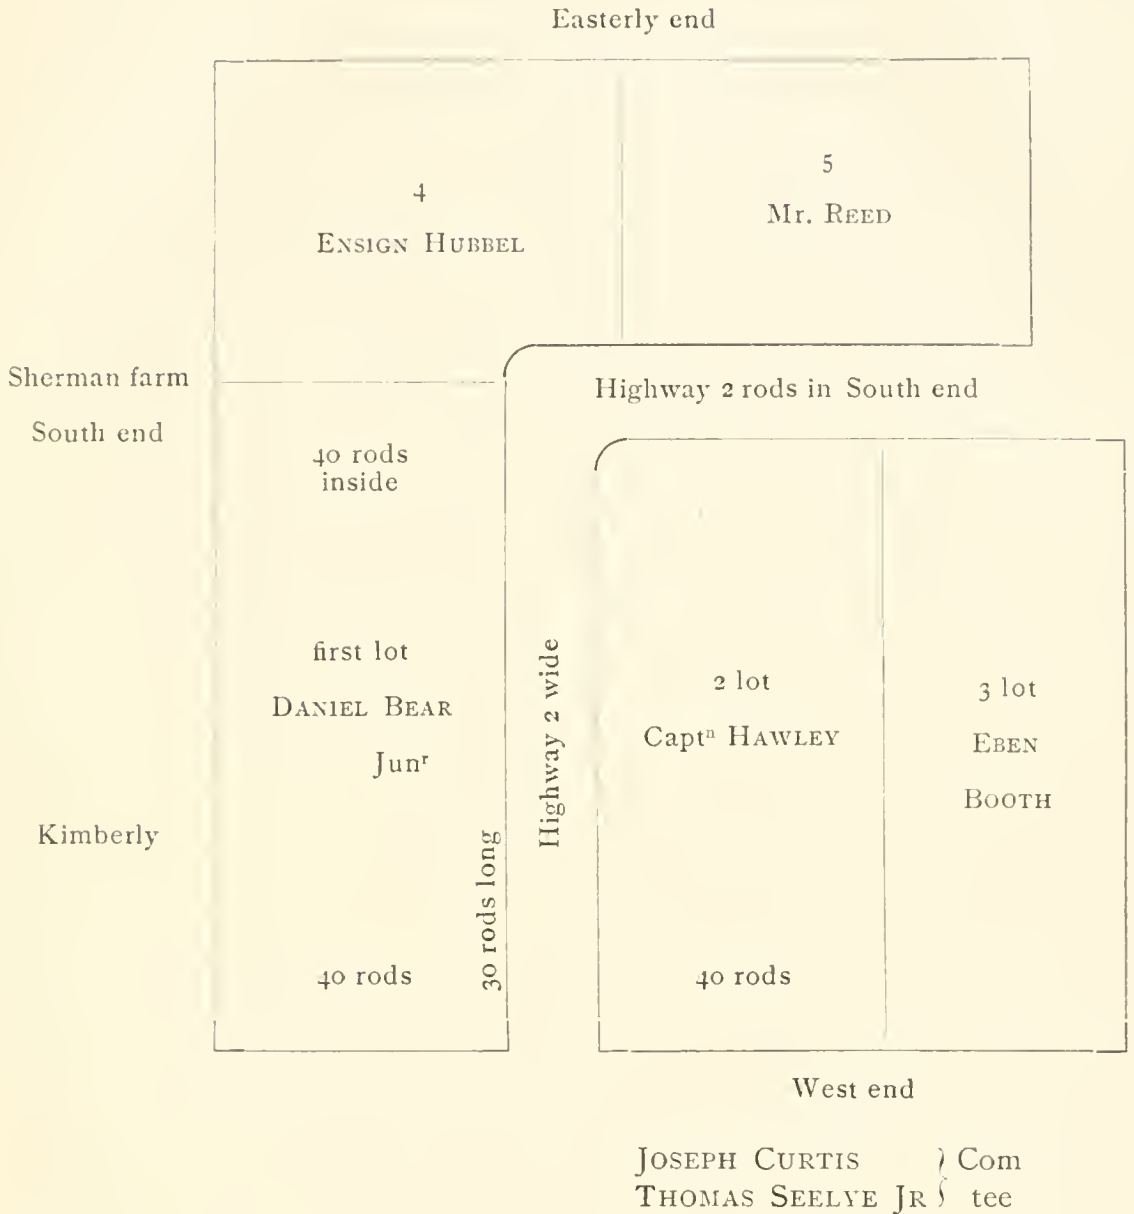 Easterly end
4
ENSIGN HUBBEL
5
Mr. REED
Sherman farm
South end
Highway 2 rods in South end
40 rods
inside
first lot
DANIEL BEAR
Junʳ
Kimberly
30 rods long
40 rods
Highway 2 wide
2 lot
Captⁿ HAWLEY
40 rods
3 lot
EBEN
BOOTH
West end
JOSEPH CURTIS } Com
THOMAS SEELYE JR } tee